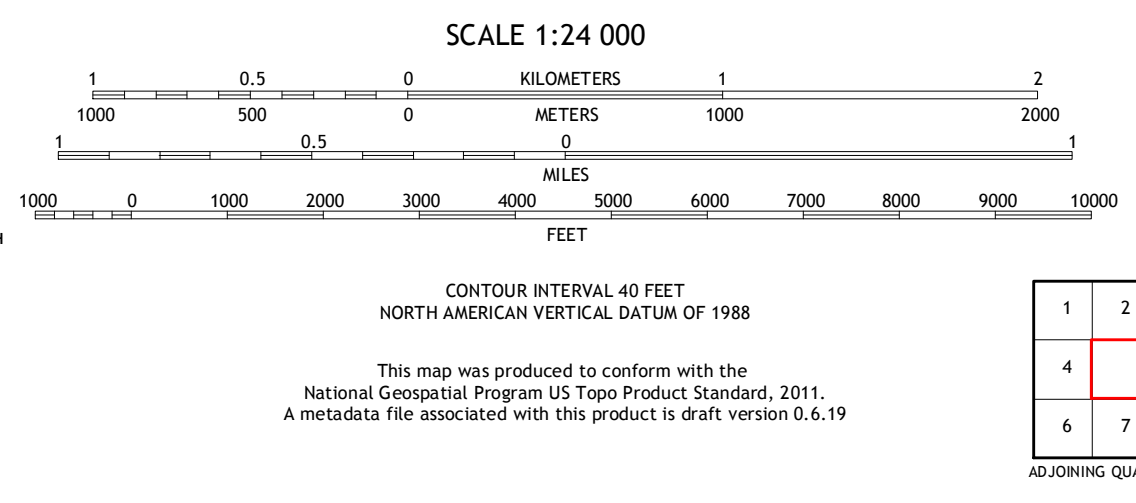 SCALE 1:24 000
1 0.5 0 KILOMETERS 1 2
1000 500 0 METERS 1000 2000
1 0.5 0 1
MILES
1000 0 1000 2000 3000 4000 5000 6000 7000 8000 9000 10000
FEET
CONTOUR INTERVAL 40 FEET
NORTH AMERICAN VERTICAL DATUM OF 1988
This map was produced to conform with the
National Geospatial Program US Topo Product Standard, 2011.
A metadata file associated with this product is draft version 0.6.19
1 2
4
6 7
ADJOINING